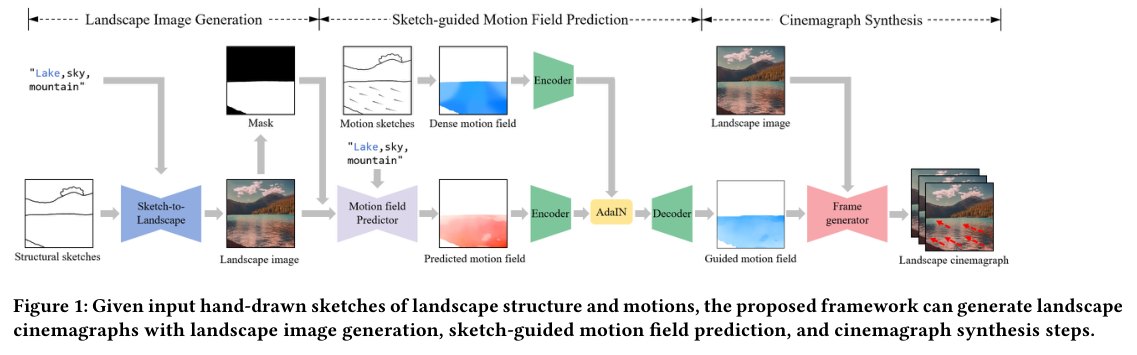 Landscape Image Generation
Sketch-guided Motion Field Prediction
Cinemagraph Synthesis
"Lake,sky,
mountain"
Mask
Motion sketches
Dense motion field
Encoder
Landscape image
"Lake,sky,
mountain"
Structural sketches
Sketch-to-
Landscape
Landscape image
Motion field
Predictor
Predicted motion field
Encoder
AdaIN
Decoder
Guided motion field
Frame
generator
Landscape cinemagraph
Figure 1: Given input hand-drawn sketches of landscape structure and motions, the proposed framework can generate landscape
cinemagraphs with landscape image generation, sketch-guided motion field prediction, and cinemagraph synthesis steps.